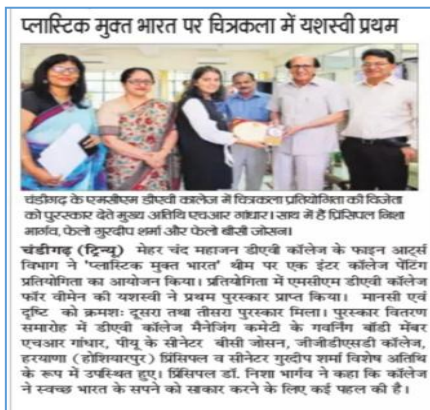 प्लास्टिक मुक्त भारत पर चित्रकला में यशस्वी प्रथम
चंडीगढ़ के एमसीएम डीएवी कालेज में चित्रकला प्रतियोगिता की विजेता
को पुरस्कार देते मुख्य अतिथि एचआर गंधार। साथ में हैं प्रिंसिपल निशा
भार्गव, फेलो गुरदीप शर्मा और फेलो बीसी जोसन।
चंडीगढ़ (ट्रिन्यू) मेहर चंद महाजन डीएवी कॉलेज के फाइन आर्ट्स
विभाग ने 'प्लास्टिक मुक्त भारत' थीम पर एक इंटर कॉलेज पेंटिंग
प्रतियोगिता का आयोजन किया। प्रतियोगिता में एमसीएम डीएवी कॉलेज
फॉर वीमेन की यशस्वी ने प्रथम पुरस्कार प्राप्त किया। मानसी एवं
दृष्टि को क्रमशः दूसरा तथा तीसरा पुरस्कार मिला। पुरस्कार वितरण
समारोह में डीएवी कॉलेज मैनेजिंग कमेटी के गवर्निंग बॉडी मेंबर
एचआर गंधार, पीयू के सीनेटर बीसी जोसन, जीजीडीएसडी कॉलेज,
हरयाणा (होशियारपुर) प्रिंसिपल व सीनेटर गुरदीप शर्मा विशेष अतिथि
के रूप में उपस्थित हुए। प्रिंसिपल डॉ. निशा भार्गव ने कहा कि कॉलेज
ने स्वच्छ भारत के सपने को साकार करने के लिए कई पहल की है।